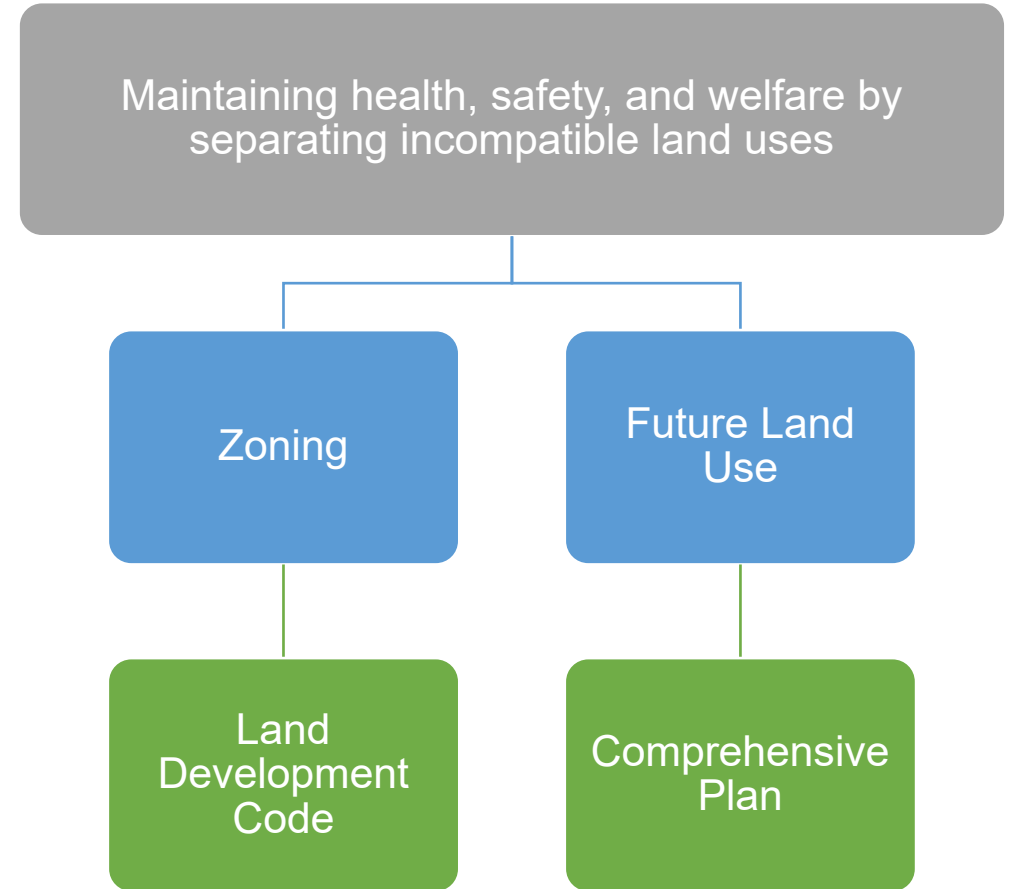 Maintaining health, safety, and welfare by
separating incompatible land uses
Zoning
Future Land
Use
Land
Development
Code
Comprehensive
Plan